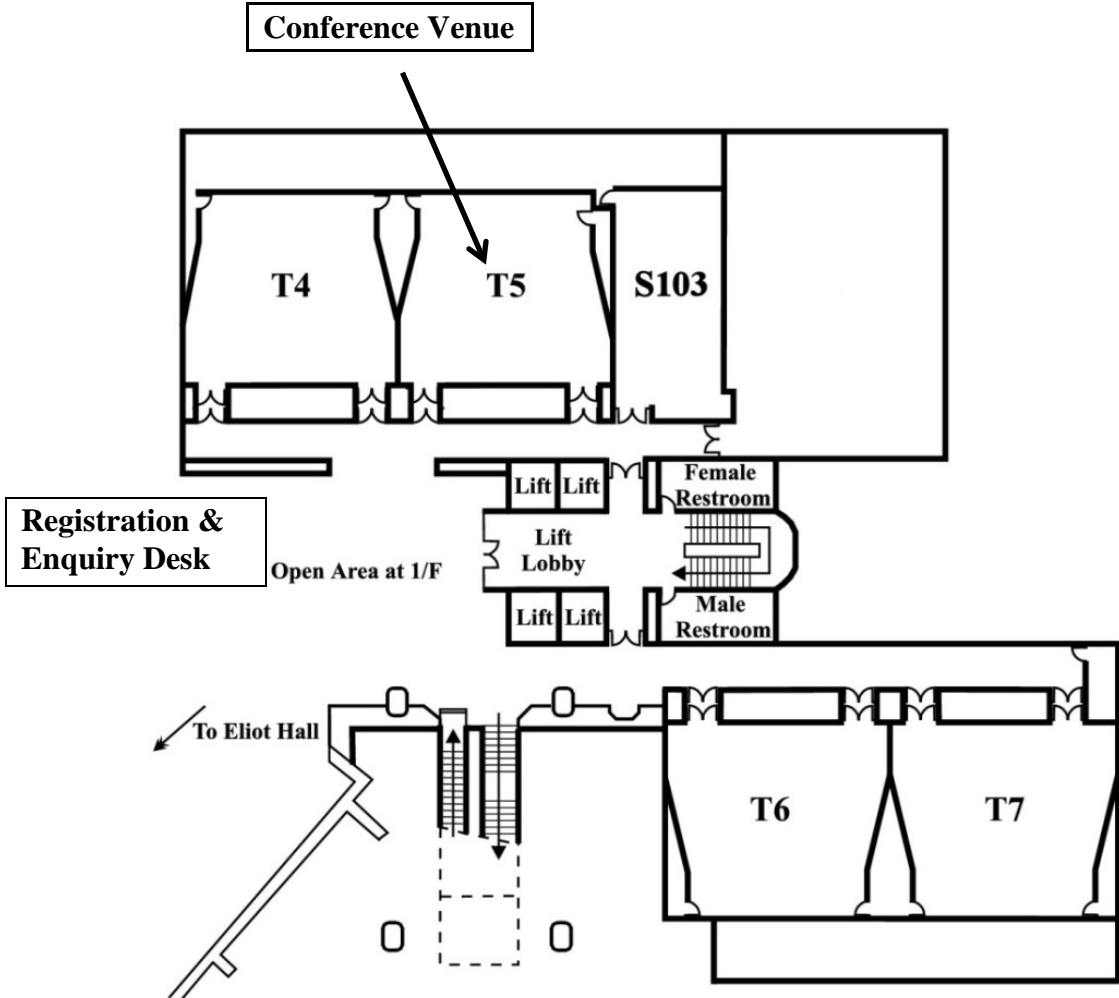 Conference Venue
T4
T5
S103
Lift
Lift
Female
Restroom
Registration &
Enquiry Desk
Open Area at 1/F
Lift
Lobby
Lift
Lift
Male
Restroom
To Eliot Hall
T6
T7